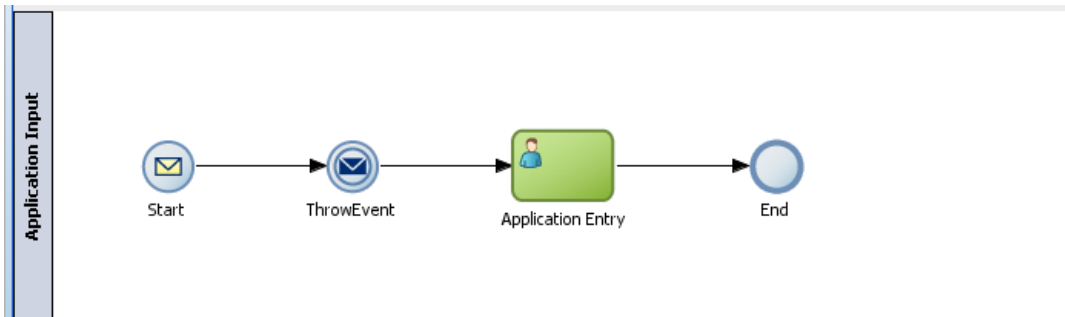 Application Input
Start
ThrowEvent
Application Entry
End